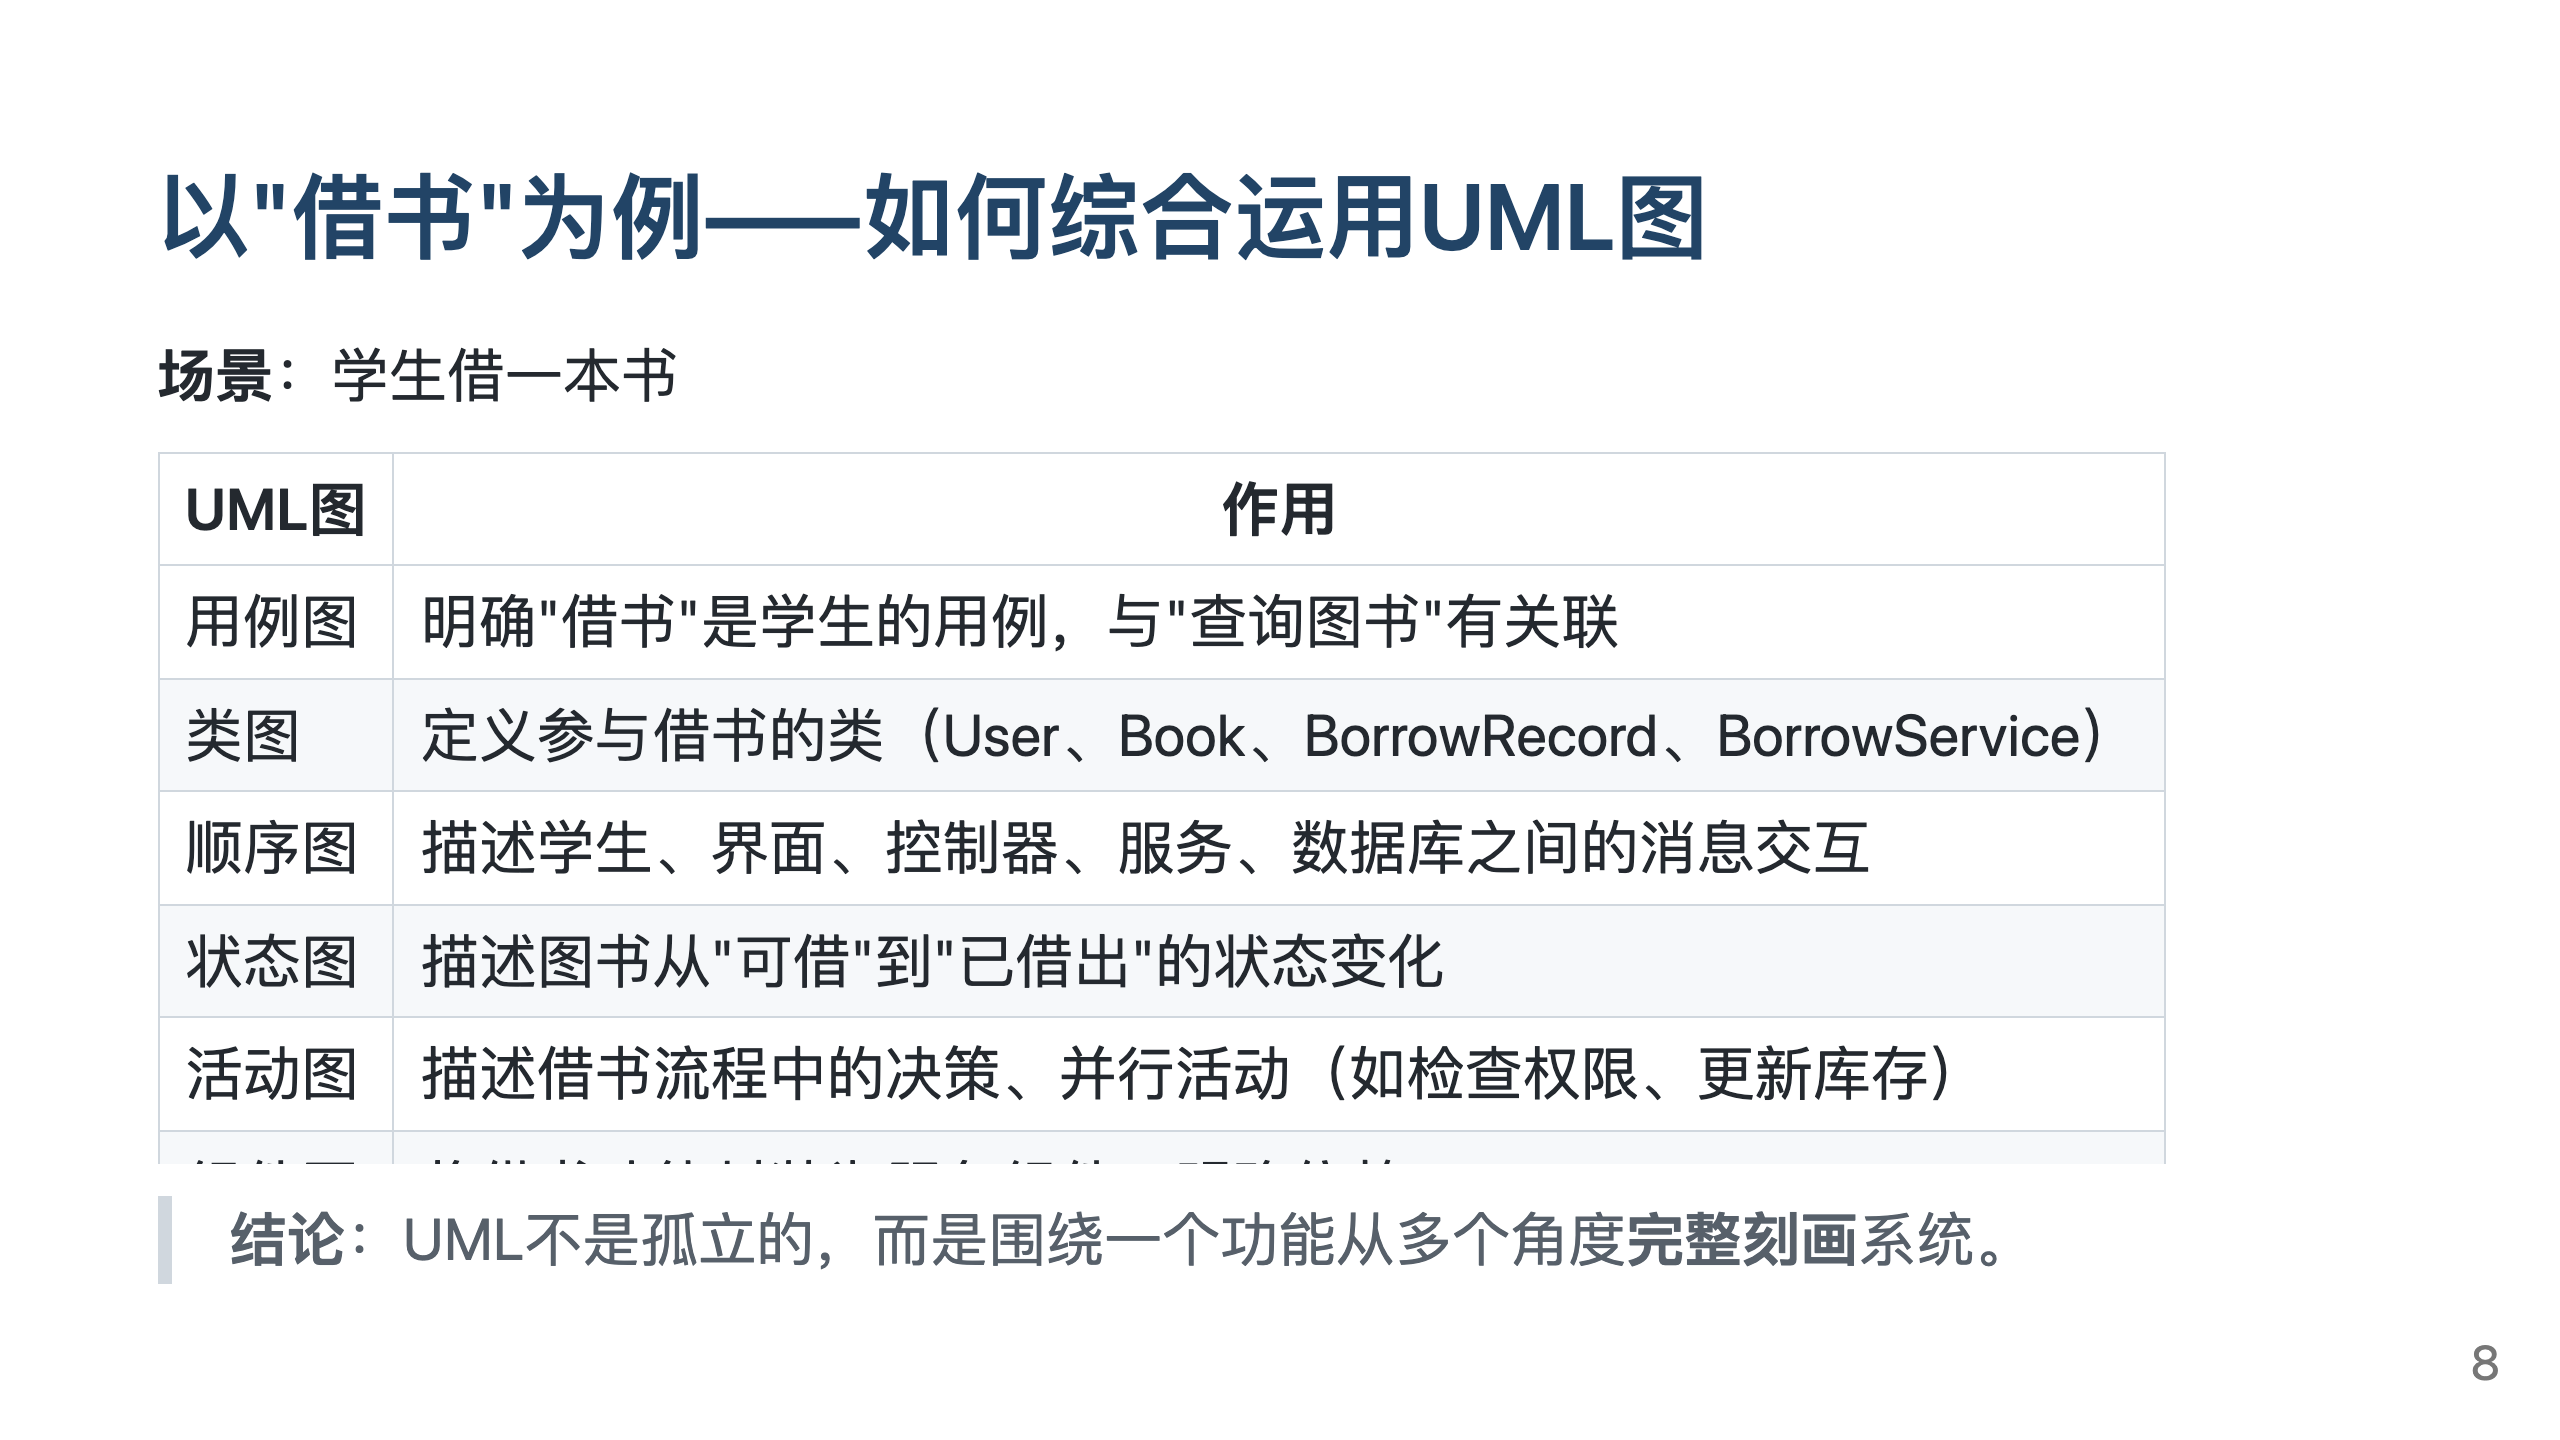 以"借书"为例——如何综合运用UML图
场景：学生借一本书
UML图 作用
用例图 明确"借书"是学生的用例，与"查询图书"有关联
类图 定义参与借书的类（User、Book、BorrowRecord、BorrowService）
顺序图 描述学生、界面、控制器、服务、数据库之间的消息交互
状态图 描述图书从"可借"到"已借出"的状态变化
活动图 描述借书流程中的决策、并行活动（如检查权限、更新库存）
结论：UML不是孤立的，而是围绕一个功能从多个角度完整刻画系统。
8